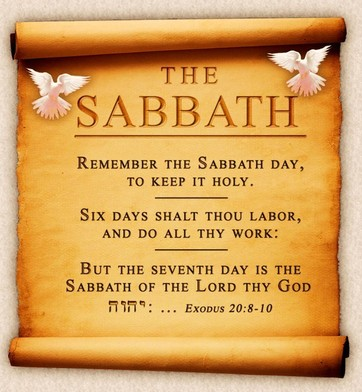 THE
SABBATH
REMEMBER THE SABBATH DAY,
TO KEEP IT HOLY.
SIX DAYS SHALT THOU LABOR,
AND DO ALL THY WORK:
BUT THE SEVENTH DAY IS THE
SABBATH OF THE LORD THY GOD
יהוה: ... EXODUS 20:8-10